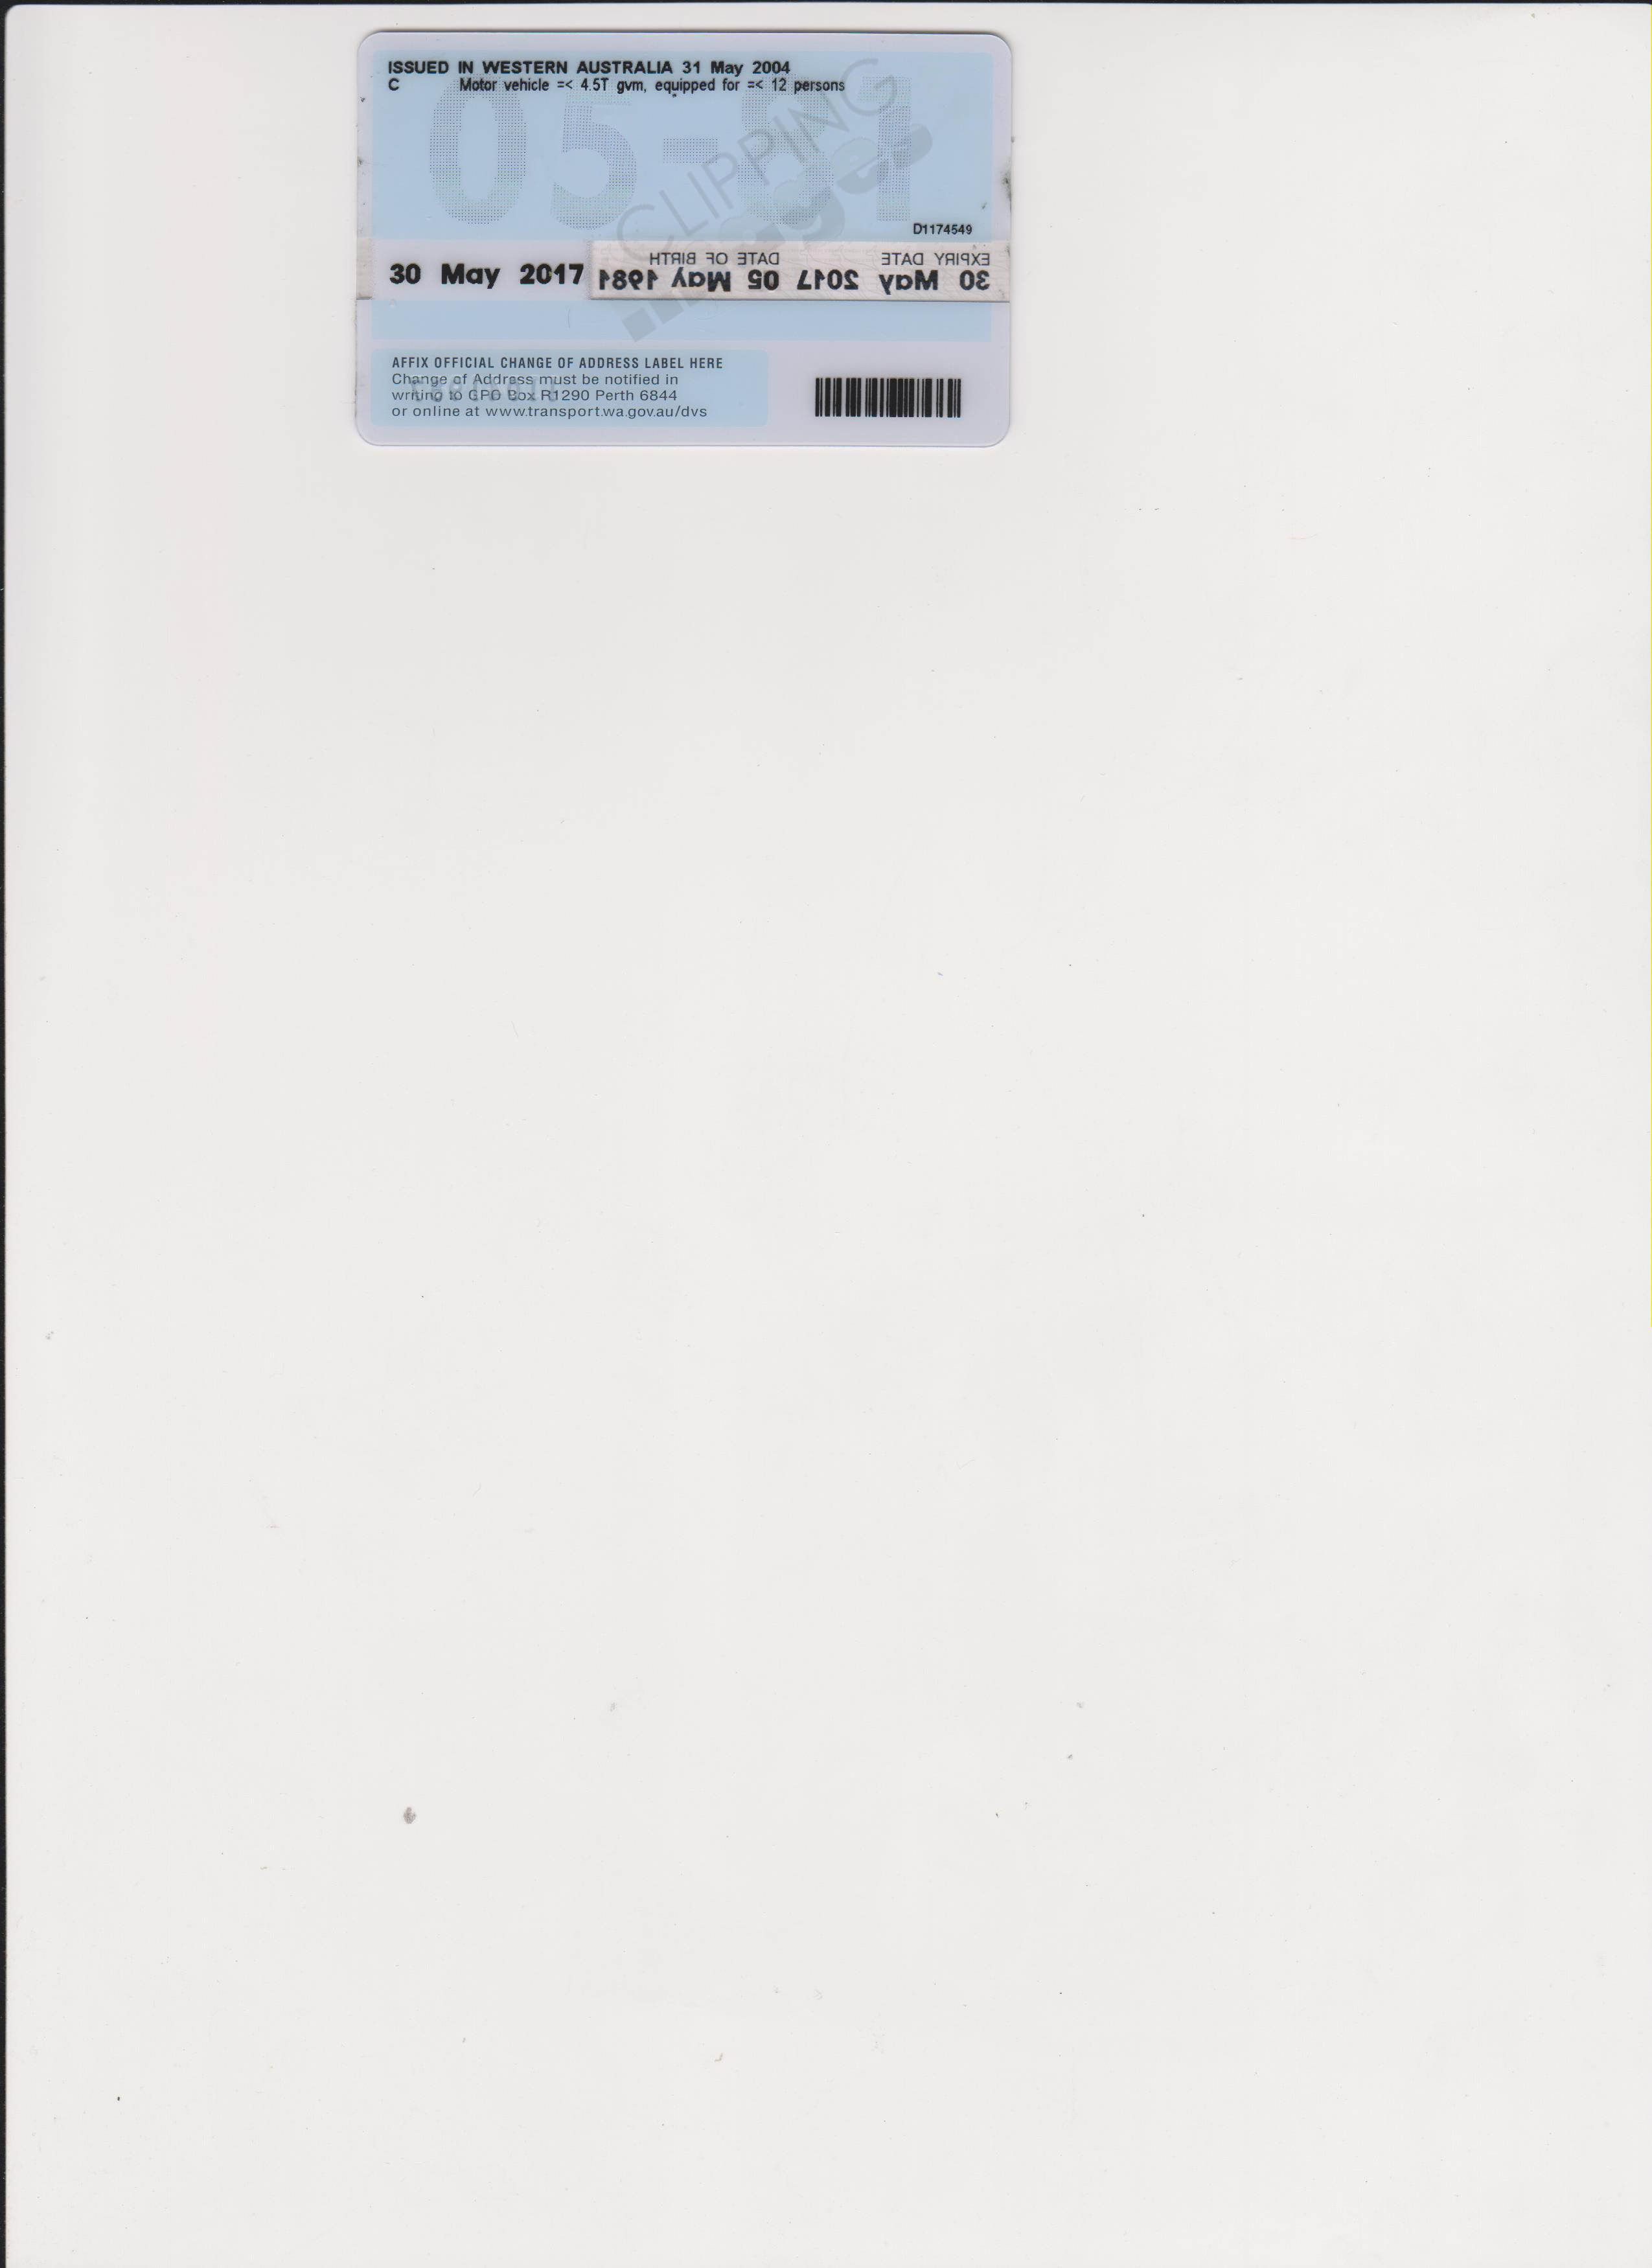 ISSUED IN WESTERN AUSTRALIA 31 May 2004
C Motor vehicle =< 4.5T gvm, equipped for =< 12 persons
05-81
CLIPPING
images
D1174549
DATE OF BIRTH EXPIRY DATE
30 May 2017 05 May 1981 30 May 2017
AFFIX OFFICIAL CHANGE OF ADDRESS LABEL HERE
Change of Address must be notified in
writing to GPO Box R1290 Perth 6844
or online at www.transport.wa.gov.au/dvs